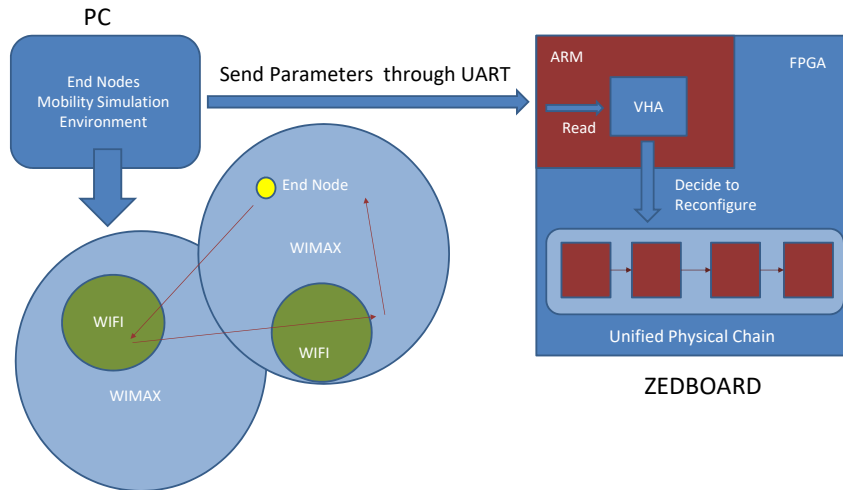 PC
End Nodes
Mobility Simulation
Environment
Send Parameters through UART
ARM
FPGA
VHA
Read
Decide to
Reconfigure
End Node
WIMAX
WIFI
WIFI
WIMAX
Unified Physical Chain
ZEDBOARD